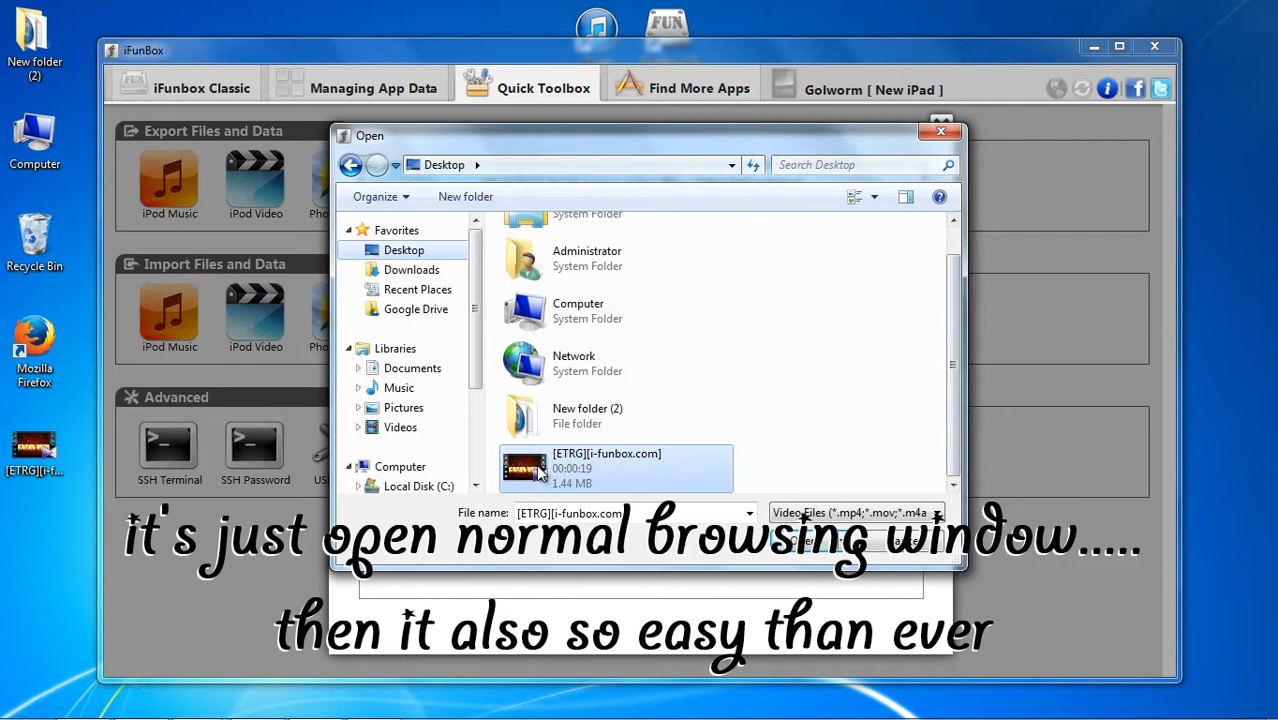 FUN
New folder
(2)
Computer
Recycle Bin
Mozilla
Firefox
[ETRG][i-f...
iFunBox
iFunbox Classic
Managing App Data
Quick Toolbox
Find More Apps
Golworm [ New iPad ]
Export Files and Data
iPod Music
iPod Video
Import Files and Data
iPod Music
iPod Video
Advanced
SSH Terminal
SSH Password
Open
Desktop
Search Desktop
Organize
New folder
Favorites
Desktop
Downloads
Recent Places
Google Drive
Libraries
Documents
Music
Pictures
Videos
Computer
Local Disk (C:)
System Folder
Administrator
System Folder
Computer
System Folder
Network
System Folder
New folder (2)
File folder
[ETRG][i-funbox.com]
00:00:19
1.44 MB
File name:
[ETRG][i-funbox.com
Video Files (*.mp4;*.mov;*.m4a
it's just open normal browsing window.....
then it also so easy than ever